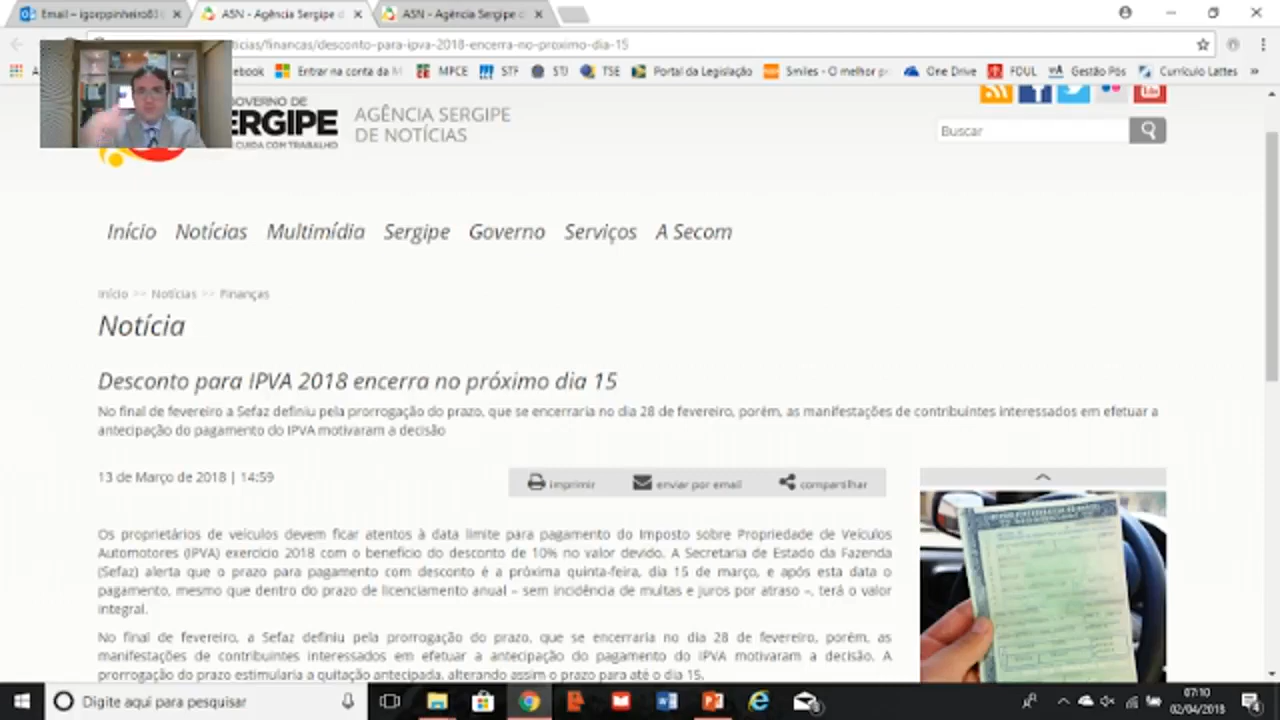 Email – igorppinheiro83
ASN - Agência Sergipe d
ASN - Agência Sergipe d
ticias/financas/desconto-para-ipva-2018-encerra-no-proximo-dia-15
ebook
Entrar na conta da M
MPCE
STF
STJ
TSE
Portal da Legislação
Smiles - O melhor p
One Drive
FDUL
Gestão Pós
Currículo Lattes
»
GOVERNO DE
ERGIPE
CUIDA COM TRABALHO
AGÊNCIA SERGIPE
DE NOTÍCIAS
Buscar
Início Notícias Multimídia Sergipe Governo Serviços A Secom
Início >> Notícias >> Finanças
Notícia
Desconto para IPVA 2018 encerra no próximo dia 15
No final de fevereiro a Sefaz definiu pela prorrogação do prazo, que se encerraria no dia 28 de fevereiro, porém, as manifestações de contribuintes interessados em efetuar a
antecipação do pagamento do IPVA motivaram a decisão
13 de Março de 2018 | 14:59
imprimir
enviar por email
compartilhar
Os proprietários de veículos devem ficar atentos à data limite para pagamento do Imposto sobre Propriedade de Veículos
Automotores (IPVA) exercício 2018 com o benefício do desconto de 10% no valor devido. A Secretaria de Estado da Fazenda
(Sefaz) alerta que o prazo para pagamento com desconto é a próxima quinta-feira, dia 15 de março, e após esta data o
pagamento, mesmo que dentro do prazo de licenciamento anual – sem incidência de multas e juros por atraso –, terá o valor
integral.
No final de fevereiro, a Sefaz definiu pela prorrogação do prazo, que se encerraria no dia 28 de fevereiro, porém, as
manifestações de contribuintes interessados em efetuar a antecipação do pagamento do IPVA motivaram a decisão. A
prorrogação do prazo estimularia a quitação antecipada, alterando assim o prazo para até o dia 15.
Digite aqui para pesquisar
07:10
02/04/2018